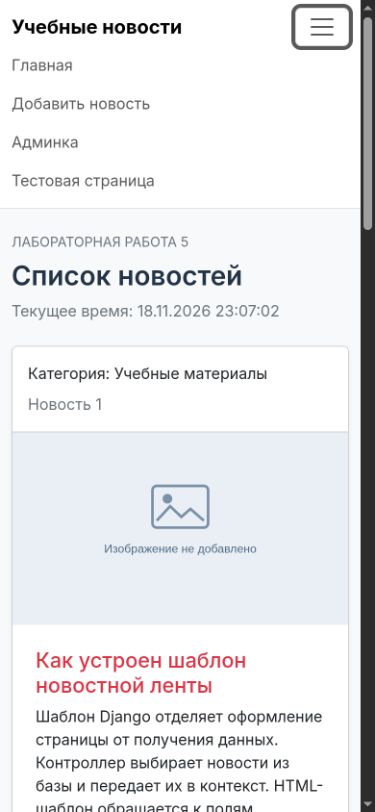 Учебные новости
Главная
Добавить новость
Админка
Тестовая страница
ЛАБОРАТОРНАЯ РАБОТА 5
Список новостей
Текущее время: 18.11.2026 23:07:02
Категория: Учебные материалы
Новость 1
Изображение не добавлено
Как устроен шаблон
новостной ленты
Шаблон Django отделяет оформление
страницы от получения данных.
Контроллер выбирает новости из
базы и передает их в контекст. HTML-
шаблон обращается к полям